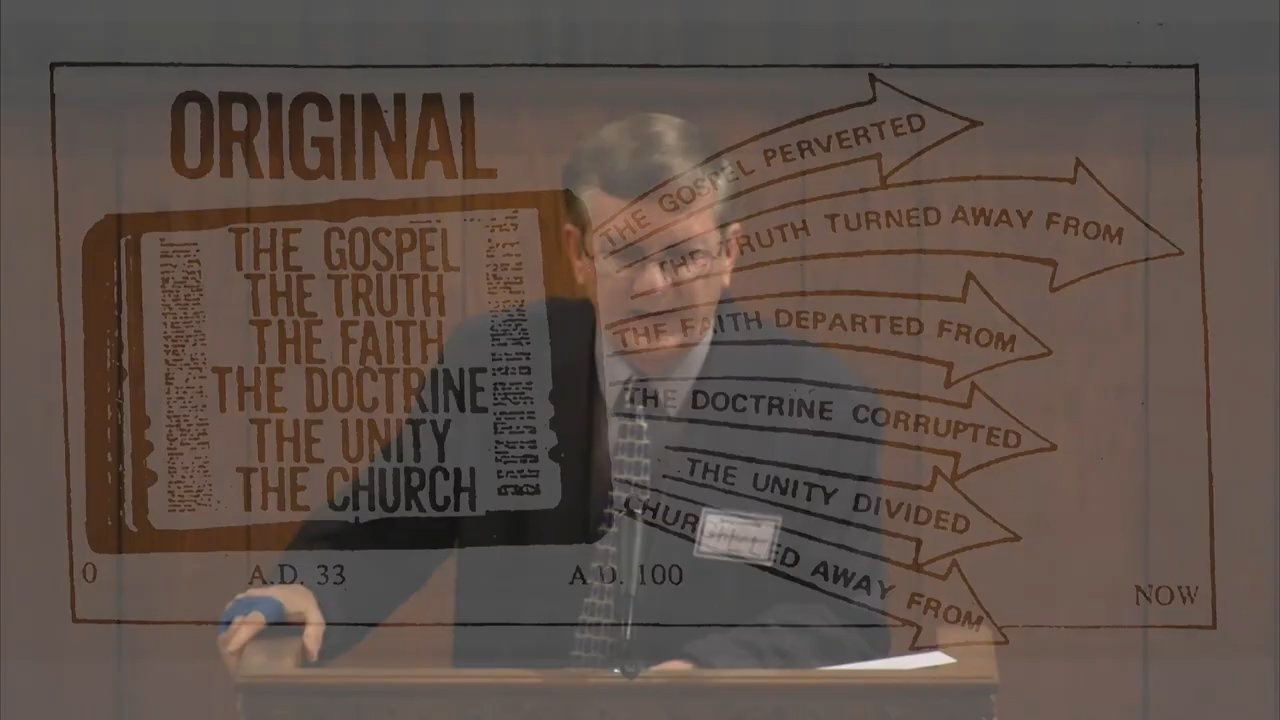 ORIGINAL
THE GOSPEL
THE TRUTH
THE FAITH
THE DOCTRINE
THE UNITY
THE CHURCH
0
A.D. 33
A.D. 100
NOW
THE GOSPEL PERVERTED
THE TRUTH TURNED AWAY FROM
THE FAITH DEPARTED FROM
THE DOCTRINE CORRUPTED
THE UNITY DIVIDED
AWAY FROM